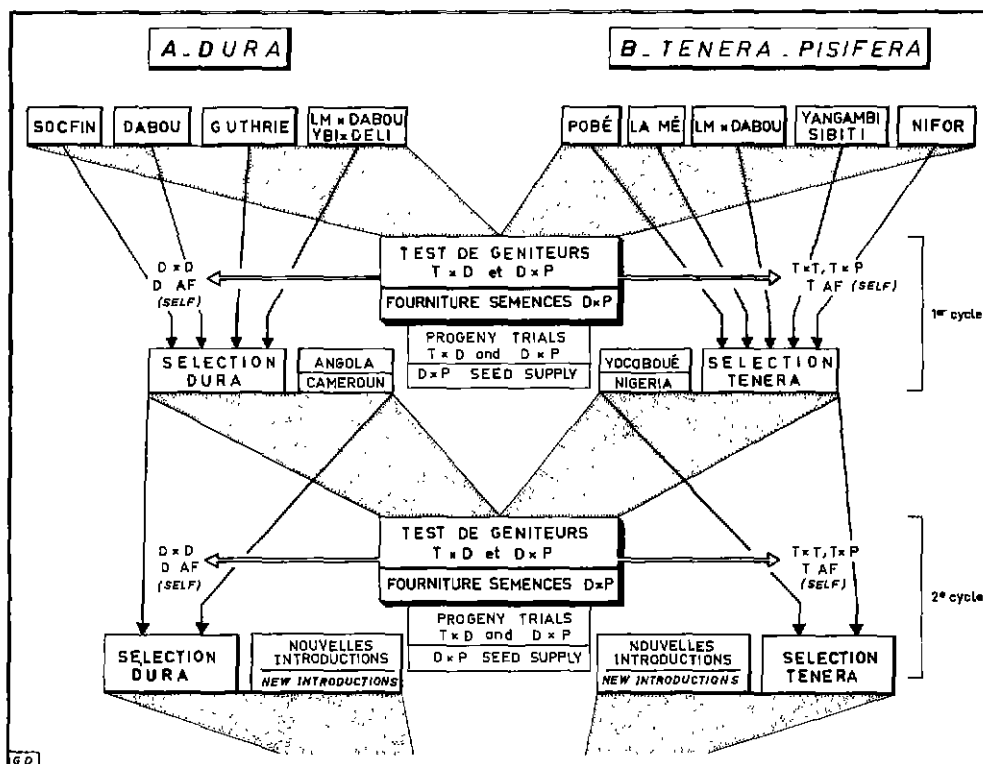 A_DURA
B_TENERA_PISIFERA
SOCFIN
DABOU
GUTHRIE
LM × DABOU
YBI × DELI
POBÉ
LA MÉ
LM × DABOU
YANGAMBI
SIBITI
NIFOR
TEST DE GENITEURS
T × D et D × P
FOURNITURE SEMENCES D×P
PROGENY TRIALS
T × D and D × P
D×P SEED SUPPLY
D × D
D AF
(SELF)
T×T, T×P
T AF (SELF)
1er cycle
SELECTION
DURA
ANGOLA
CAMEROUN
YOCOBOUÉ
NIGERIA
SELECTION
TENERA
TEST DE GENITEURS
T × D et D × P
FOURNITURE SEMENCES D×P
PROGENY TRIALS
T × D and D × P
D×P SEED SUPPLY
D × D
D AF
(SELF)
T×T, T×P
T AF
(SELF)
2e cycle
SELECTION
DURA
NOUVELLES
INTRODUCTIONS
NEW INTRODUCTIONS
NOUVELLES
INTRODUCTIONS
NEW INTRODUCTIONS
SELECTION
TENERA
G D